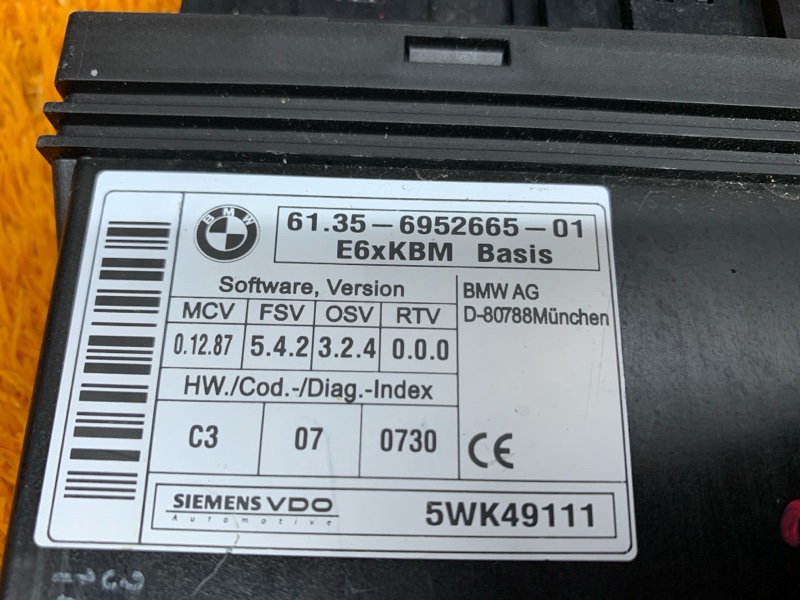 BMW
61.35-6952665-01
E6xKBM Basis
Software, Version
MCV FSV OSV RTV
0.12.87 5.4.2 3.2.4 0.0.0
BMW AG
D-80788München
HW./Cod.-/Diag.-Index
C3 07 0730
CE
SIEMENS VDO
Automotive
5WK49111